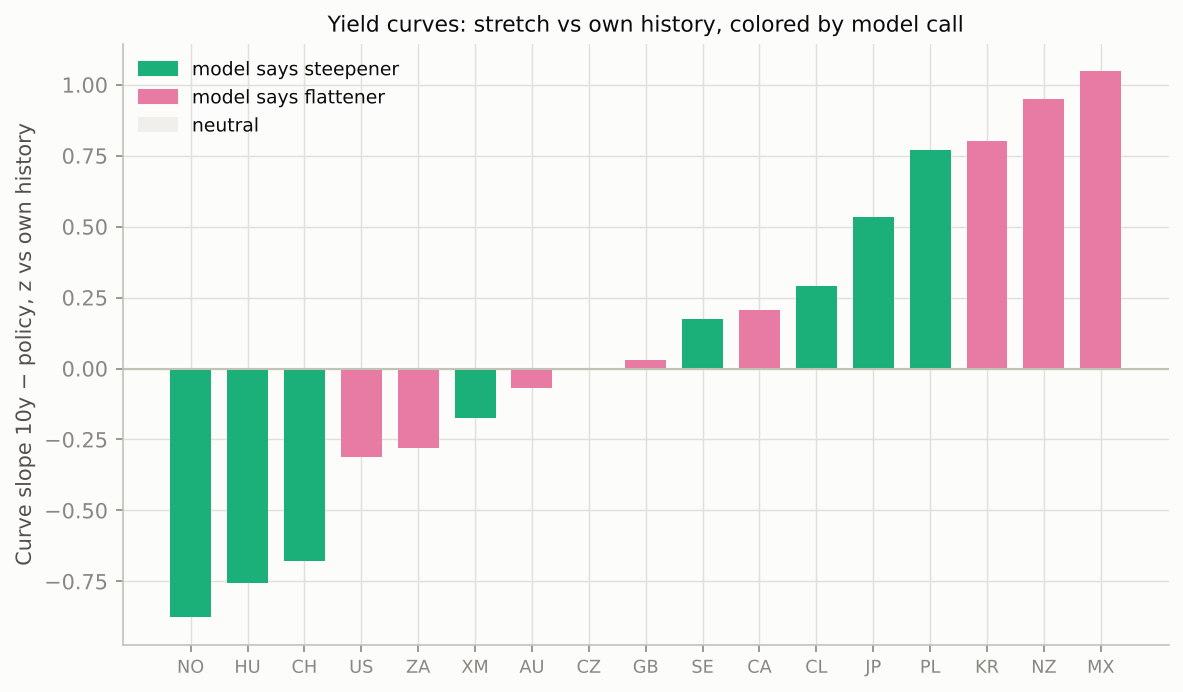 Yield curves: stretch vs own history, colored by model call
model says steepener
model says flattener
neutral
Curve slope 10y − policy, z vs own history
1.00
0.75
0.50
0.25
0.00
−0.25
−0.50
−0.75
NO HU CH US ZA XM AU CZ GB SE CA CL JP PL KR NZ MX